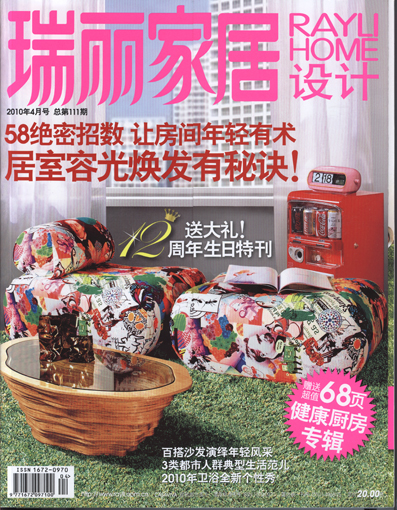 瑞丽家居设计
RAYLI
HOME
2010年4月号 总第111期
58绝密招数 让房间年轻有术
居室容光焕发有秘诀!
12
送大礼!
周年生日特刊
赠送
超值
68页
健康厨房
专辑
百搭沙发演绎年轻风采
3类都市人群典型生活范儿
2010年卫浴全新个性秀
ISSN 1672-0970
04
9 771672 097100
20.00